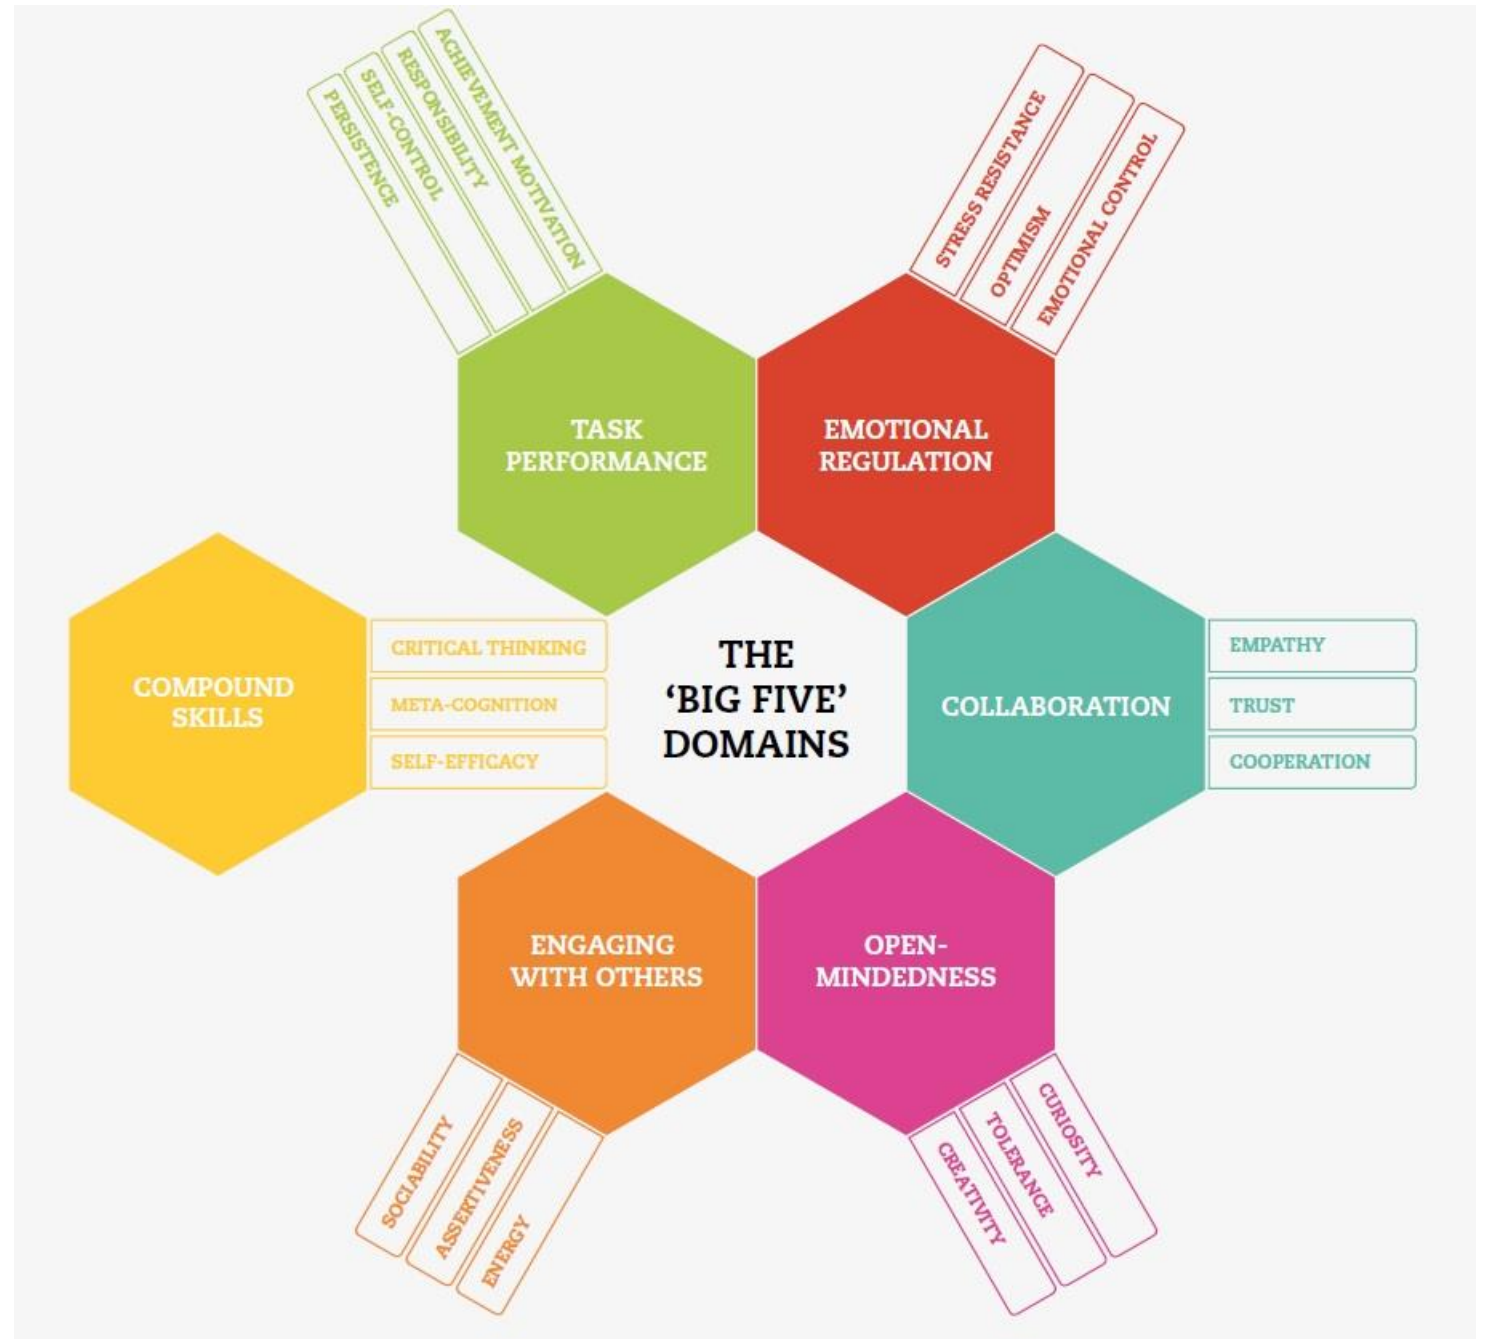 PERSISTENCE
SELF-CONTROL
RESPONSIBILITY
ACHIEVEMENT MOTIVATION
STRESS RESISTANCE
OPTIMISM
EMOTIONAL CONTROL
TASK
PERFORMANCE
EMOTIONAL
REGULATION
COMPOUND
SKILLS
CRITICAL THINKING
META-COGNITION
SELF-EFFICACY
THE
‘BIG FIVE’
DOMAINS
COLLABORATION
EMPATHY
TRUST
COOPERATION
ENGAGING
WITH OTHERS
OPEN-
MINDEDNESS
SOCIABILITY
ASSERTIVENESS
ENERGY
CREATIVITY
TOLERANCE
CURIOSITY